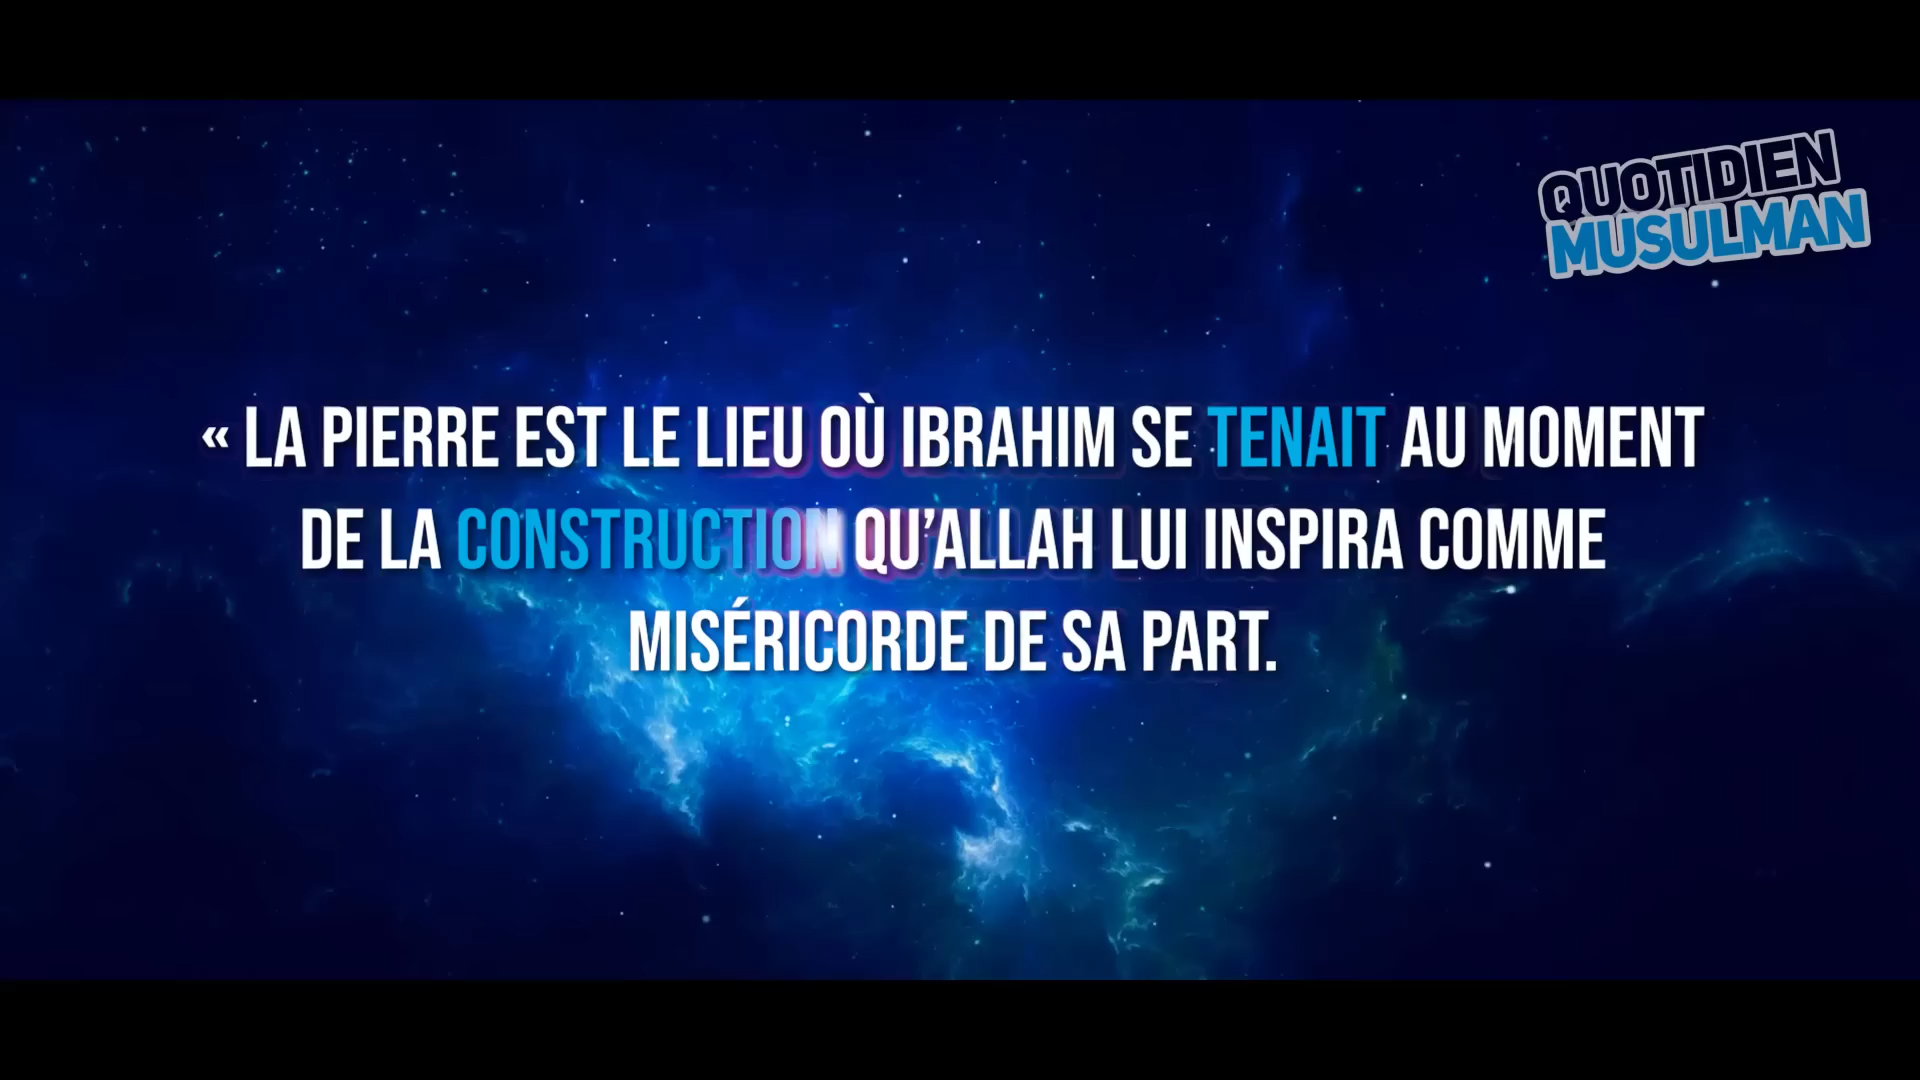 QUOTIDIEN
MUSULMAN
« LA PIERRE EST LE LIEU OÙ IBRAHIM SE TENAIT AU MOMENT
DE LA CONSTRUCTION QU’ALLAH LUI INSPIRA COMME
MISÉRICORDE DE SA PART.